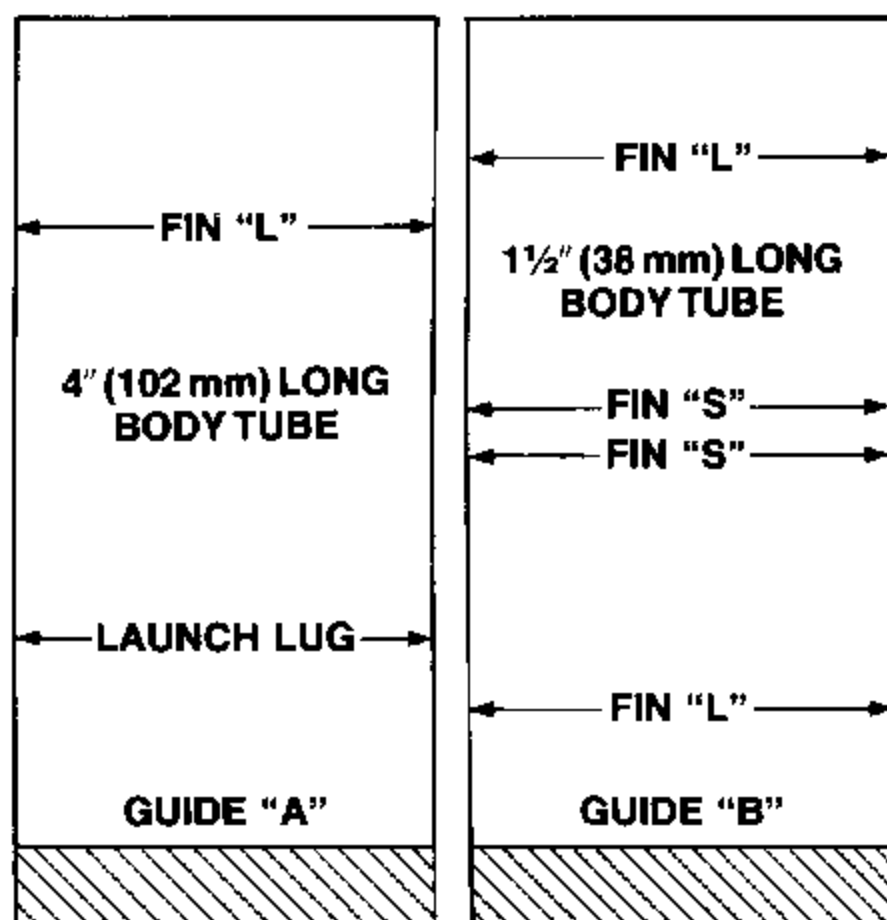 FIN “L”
4″ (102 mm) LONG
BODY TUBE
LAUNCH LUG
GUIDE “A”
FIN “L”
1½″ (38 mm) LONG
BODY TUBE
FIN “S”
FIN “S”
FIN “L”
GUIDE “B”